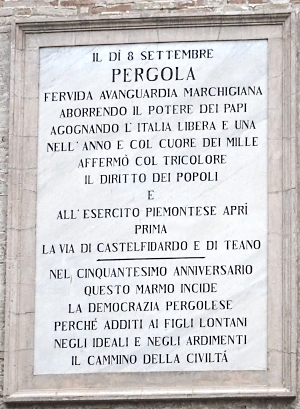 IL DÌ 8 SETTEMBRE
PERGOLA
FERVIDA AVANGUARDIA MARCHIGIANA
ABORRENDO IL POTERE DEI PAPI
AGOGNANDO L'ITALIA LIBERA E UNA
NELL'ANNO E COL CUORE DEI MILLE
AFFERMÓ COL TRICOLORE
IL DIRITTO DEI POPOLI
E
ALL'ESERCITO PIEMONTESE APRÌ
PRIMA
LA VIA DI CASTELFIDARDO E DI TEANO
NEL CINQUANTESIMO ANNIVERSARIO
QUESTO MARMO INCIDE
LA DEMOCRAZIA PERGOLESE
PERCHÉ ADDITI AI FIGLI LONTANI
NEGLI IDEALI E NEGLI ARDIMENTI
IL CAMMINO DELLA CIVILTÁ